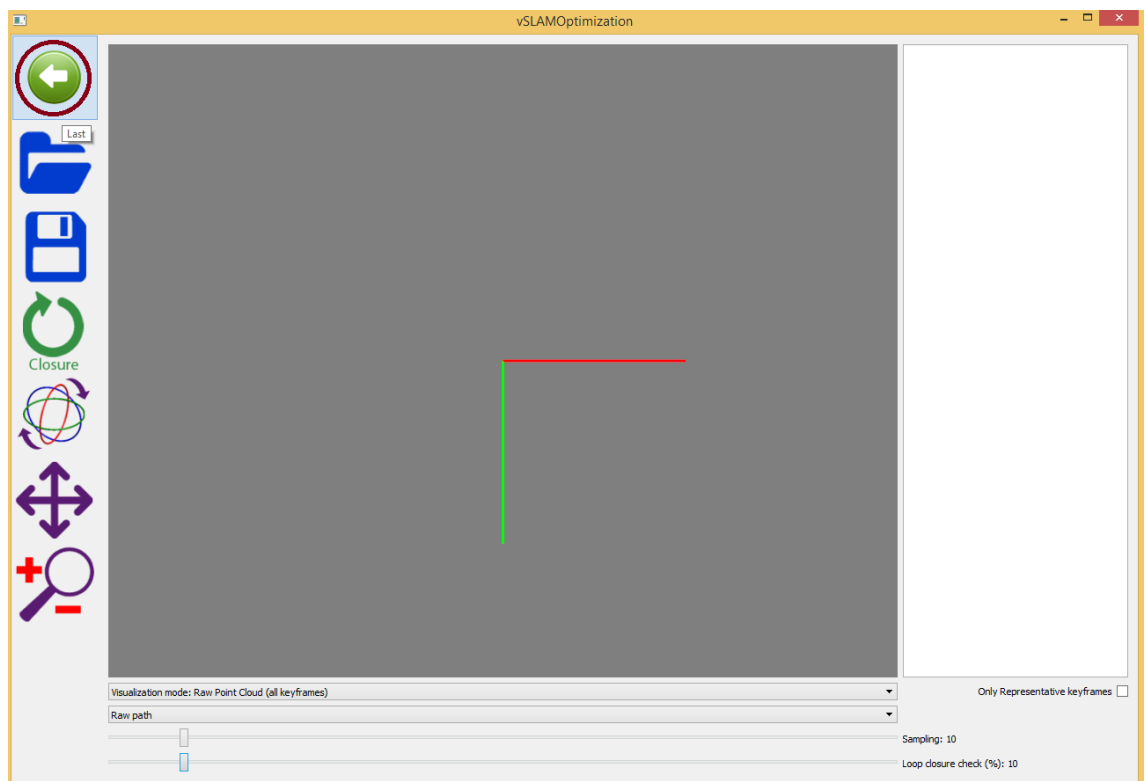 vSLAMOptimization
Last
Closure
Visualization mode: Raw Point Cloud (all keyframes)
Only Representative keyframes
Raw path
Sampling: 10
Loop closure check (%): 10